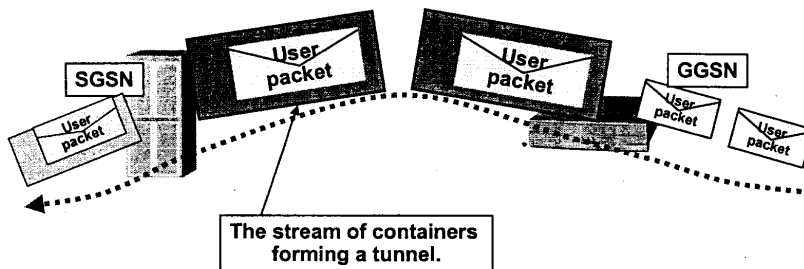 User
packet
User
packet
SGSN
GGSN
User
packet
User
packet
User
packet
The stream of containers
forming a tunnel.